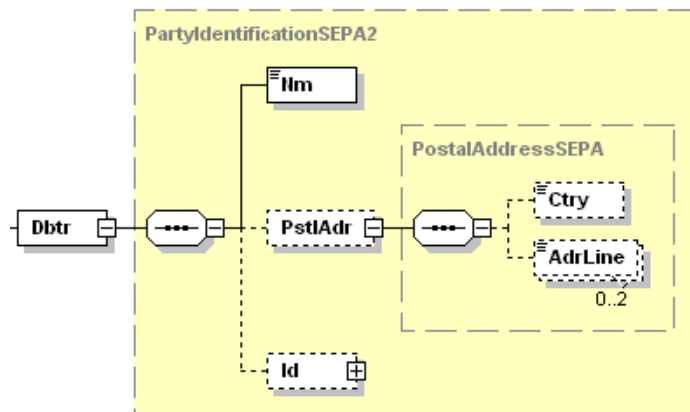 PartyIdentificationSEPA2
Nm
PostalAddressSEPA
Ctry
Dbtr
PstlAdr
AdrLine
0..2
Id